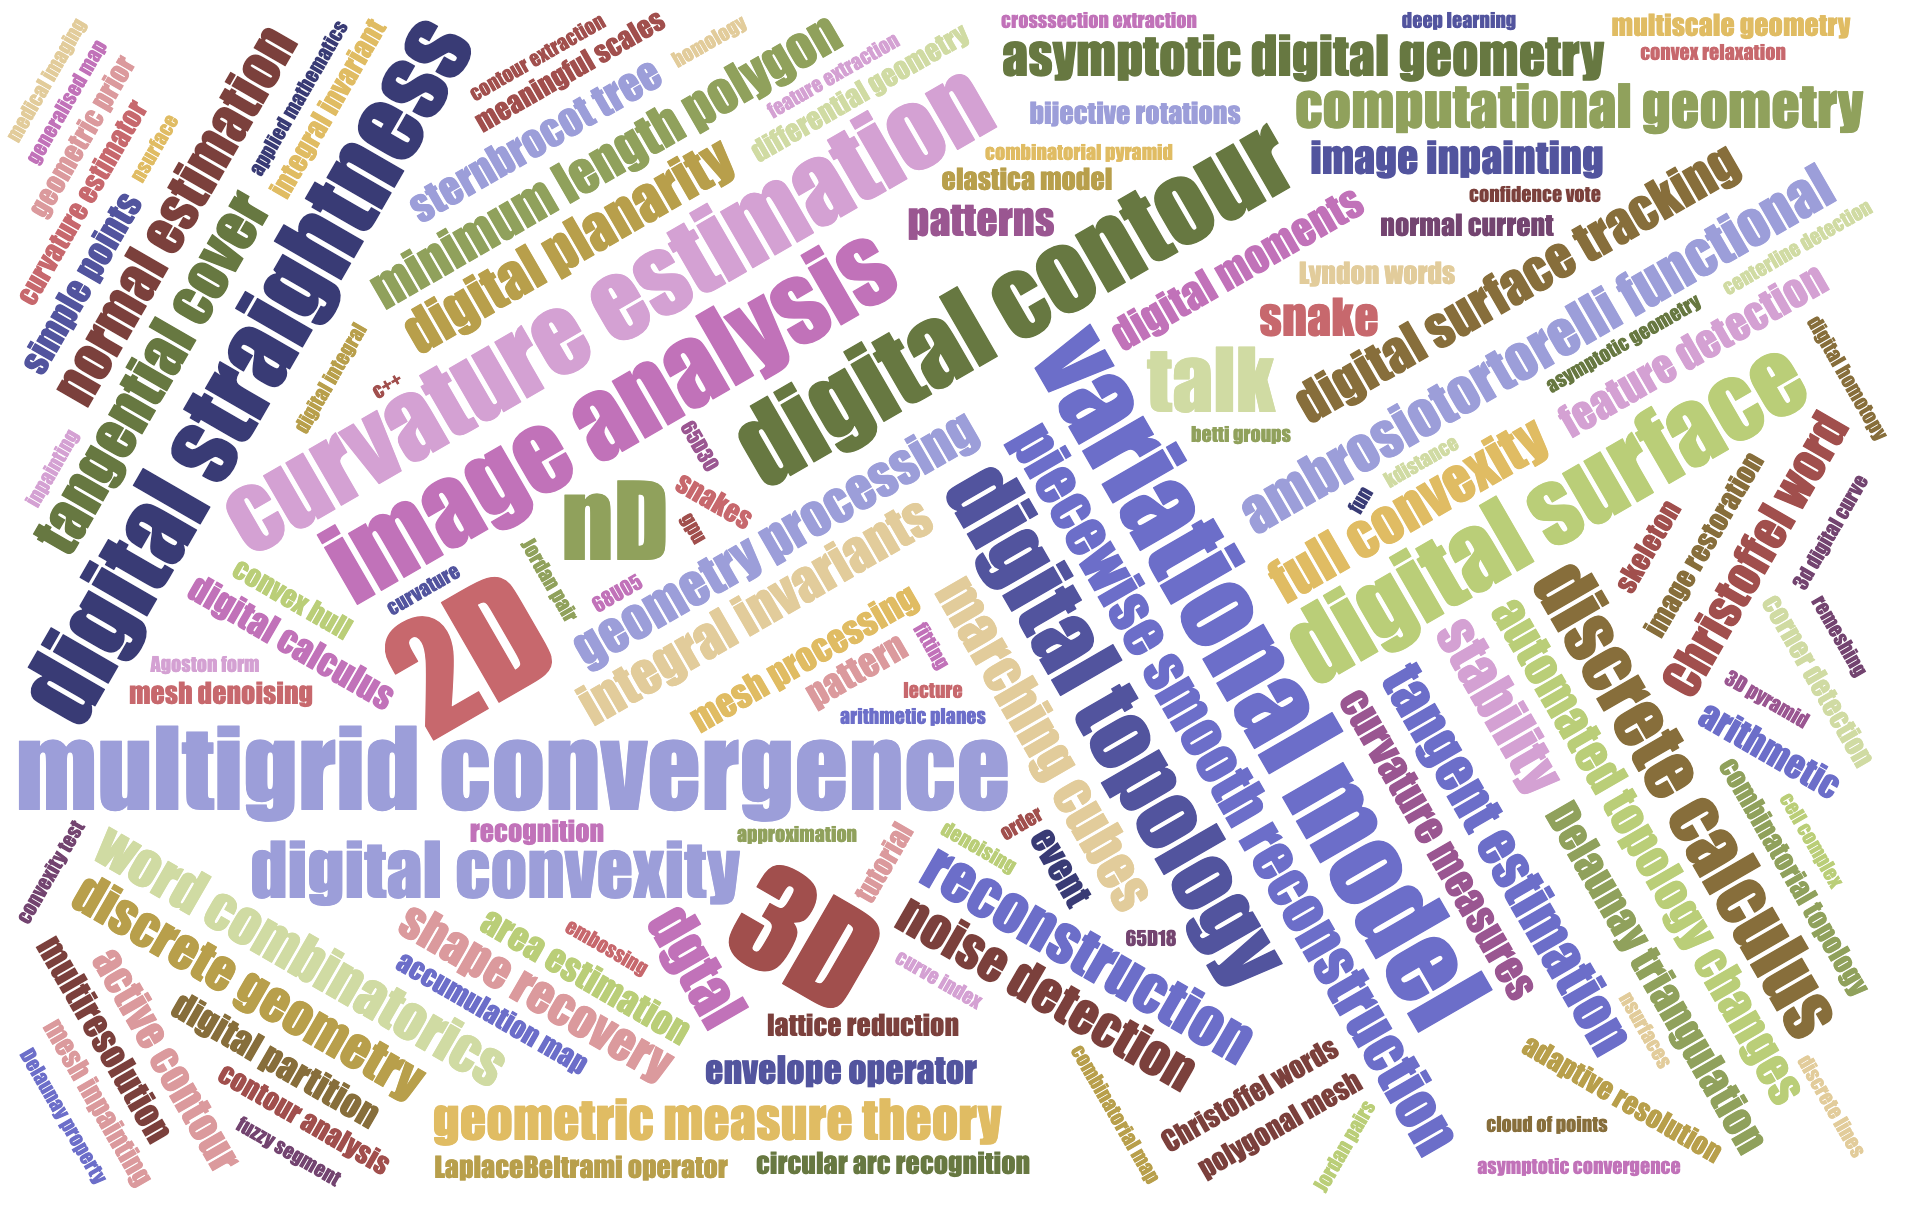 medical imaging
generalised map
geometric prior
curvature estimator
nsurface
simple points
normal estimation
applied mathematics
integral invariant
tangential cover
digital straightness
inpainting
digital integral
c++
contour extraction
meaningful scales
homology
sternbrocot tree
minimum length polygon
feature extraction
differential geometry
digital planarity
curvature estimation
image analysis
crosssection extraction
deep learning
multiscale geometry
asymptotic digital geometry
convex relaxation
bijective rotations
computational geometry
combinatorial pyramid
elastica model
image inpainting
patterns
confidence vote
normal current
digital contour
digital moments
Lyndon words
snake
talk
betti groups
digital surface tracking
ambrosiotortorelli functional
centerline detection
asymptotic geometry
feature detection
digital homotopy
fun
kdistance
full convexity
digital surface
65D30
snakes
gpu
nD
Jordan pair
68U05
geometry processing
integral invariants
curvature
convex hull
digital calculus
2D
Agoston form
mesh denoising
mesh processing
pattern
fitting
lecture
arithmetic planes
marching cubes
digital topology
piecewise smooth reconstruction
variational model
skeleton
image restoration
Christoffel word
3d digital curve
remeshing
corner detection
3D pyramid
arithmetic
discrete calculus
automated topology changes
stability
tangent estimation
curvature measures
Delaunay triangulation
combinatorial topology
cell complex
multigrid convergence
recognition
approximation
digital convexity
tutorial
denoising
order
event
convexity test
word combinatorics
discrete geometry
shape recovery
area estimation
embossing
accumulation map
dgtal
3D
reconstruction
noise detection
curve index
65D18
multiresolution
active contour
mesh inpainting
Delaunay property
digital partition
contour analysis
fuzzy segment
lattice reduction
envelope operator
geometric measure theory
LaplaceBeltrami operator
circular arc recognition
combinatorial map
Christoffel words
polygonal mesh
Jordan pairs
nsurfaces
adaptive resolution
cloud of points
asymptotic convergence
discrete lines